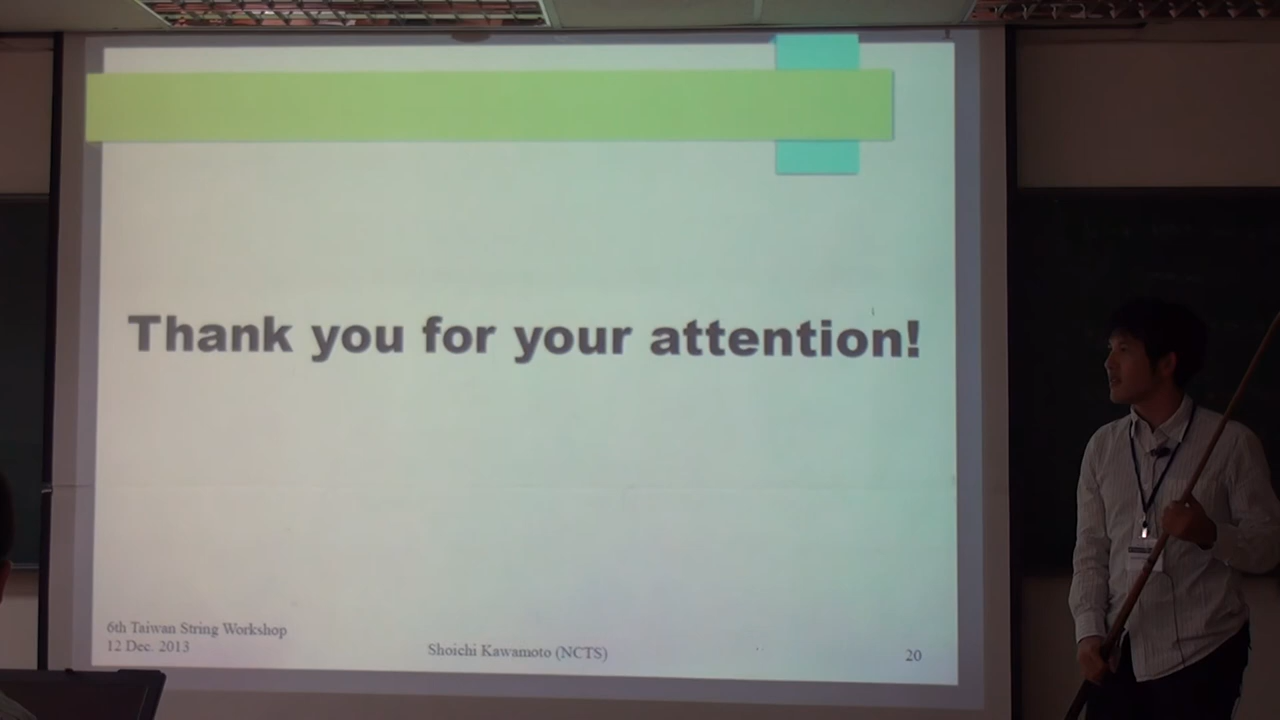 Thank you for your attention!
6th Taiwan String Workshop
12 Dec. 2013
Shoichi Kawamoto (NCTS)
20